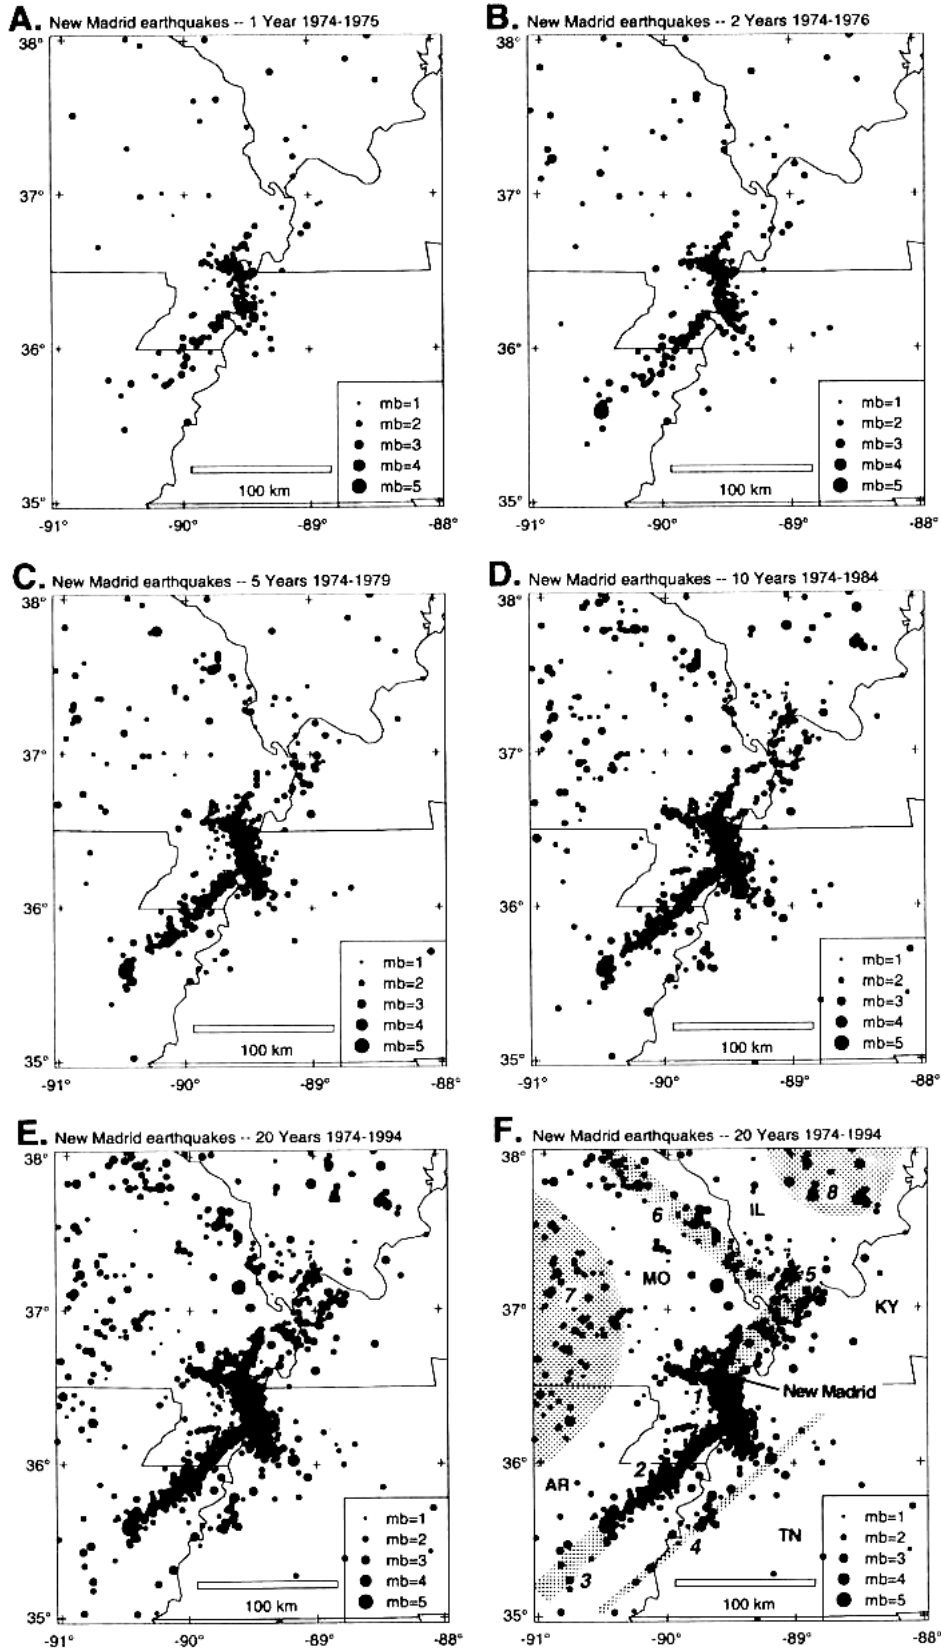 A. New Madrid earthquakes -- 1 Year 1974-1975
38°
37°
36°
35°
-91° -90° -89° -88°
mb=1
mb=2
mb=3
mb=4
mb=5
100 km
B. New Madrid earthquakes -- 2 Years 1974-1976
38°
37°
36°
35°
-91° -90° -89° -88°
mb=1
mb=2
mb=3
mb=4
mb=5
100 km
C. New Madrid earthquakes -- 5 Years 1974-1979
38°
37°
36°
35°
-91° -90° -89° -88°
mb=1
mb=2
mb=3
mb=4
mb=5
100 km
D. New Madrid earthquakes -- 10 Years 1974-1984
38°
37°
36°
35°
-91° -90° -89° -88°
mb=1
mb=2
mb=3
mb=4
mb=5
100 km
E. New Madrid earthquakes -- 20 Years 1974-1994
38°
37°
36°
35°
-91° -90° -89° -88°
mb=1
mb=2
mb=3
mb=4
mb=5
100 km
F. New Madrid earthquakes -- 20 Years 1974-1994
38°
37°
36°
35°
-91° -90° -89° -88°
8
6
IL
MO
5
7
KY
1
New Madrid
2
AR
TN
4
3
mb=1
mb=2
mb=3
mb=4
mb=5
100 km